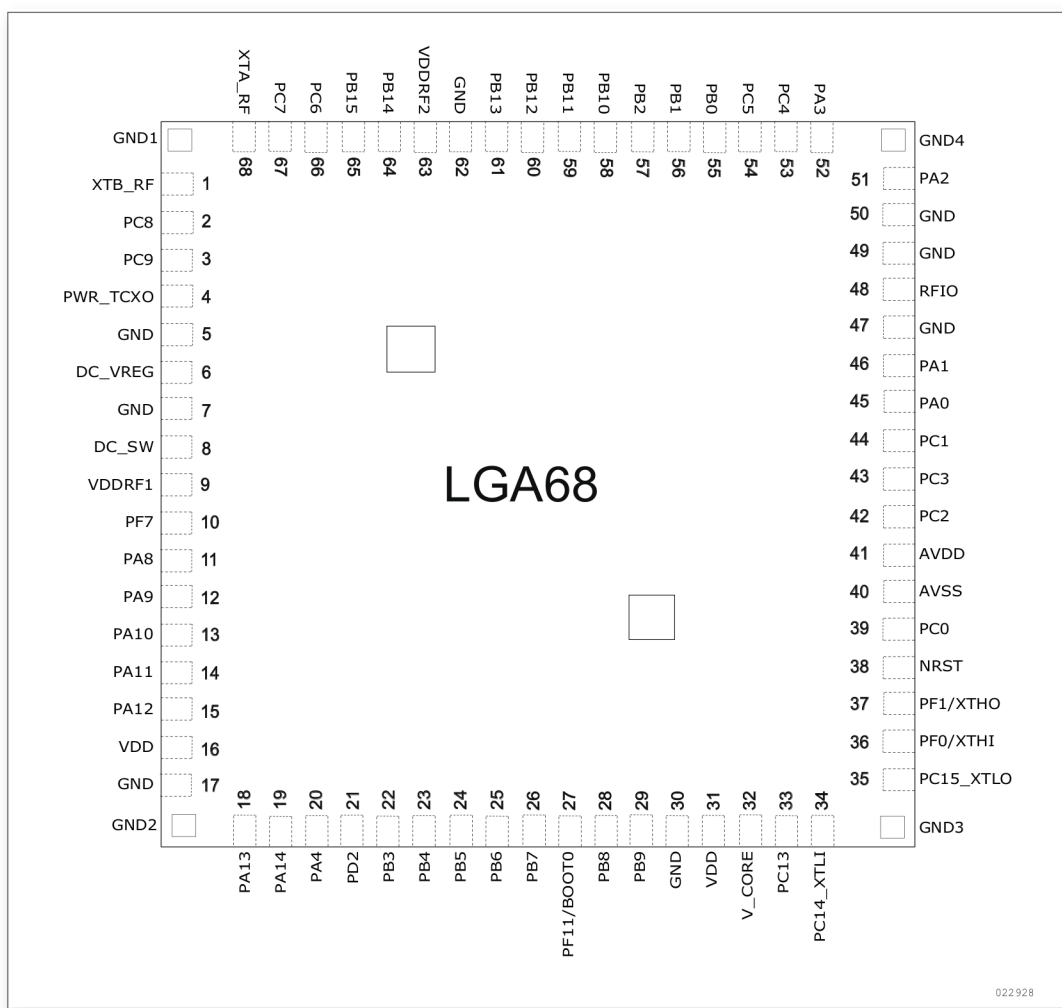 XTA_RF
PC7
PC6
PB15
PB14
VDDRF2
GND
PB13
PB12
PB11
PB10
PB2
PB1
PB0
PC5
PC4
PA3
GND1
68
67
66
65
64
63
62
61
60
59
58
57
56
55
54
53
52
GND4
XTB_RF 1
PC8 2
PC9 3
PWR_TCXO 4
GND 5
DC_VREG 6
GND 7
DC_SW 8
VDDRF1 9
PF7 10
PA8 11
PA9 12
PA10 13
PA11 14
PA12 15
VDD 16
GND 17
LGA68
51 PA2
50 GND
49 GND
48 RFIO
47 GND
46 PA1
45 PA0
44 PC1
43 PC3
42 PC2
41 AVDD
40 AVSS
39 PC0
38 NRST
37 PF1/XTHO
36 PF0/XTHI
35 PC15_XTLO
GND2
18
19
20
21
22
23
24
25
26
27
28
29
30
31
32
33
34
GND3
PA13
PA14
PA4
PD2
PB3
PB4
PB5
PB6
PB7
PF11/BOOT0
PB8
PB9
GND
VDD
V_CORE
PC13
PC14_XTLI
022928